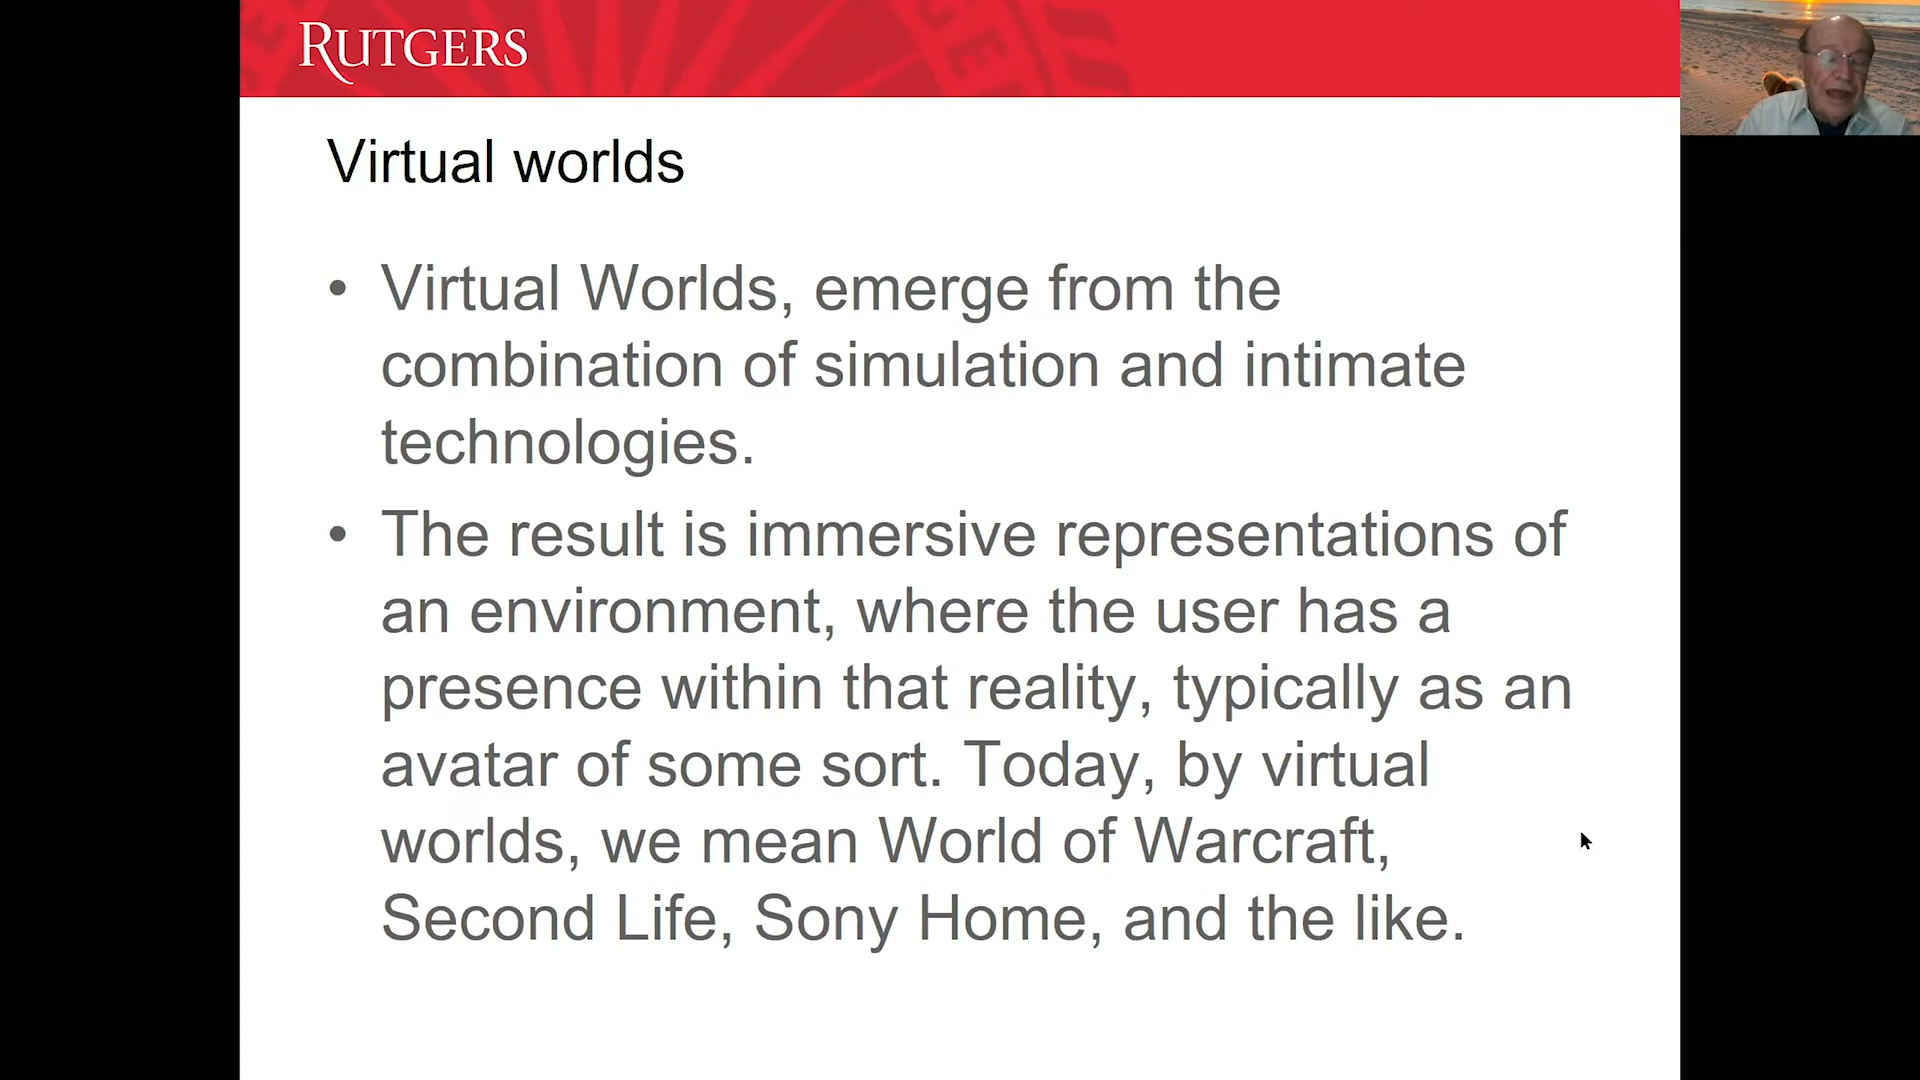 RUTGERS
Virtual worlds
• Virtual Worlds, emerge from the
combination of simulation and intimate
technologies.
• The result is immersive representations of
an environment, where the user has a
presence within that reality, typically as an
avatar of some sort. Today, by virtual
worlds, we mean World of Warcraft,
Second Life, Sony Home, and the like.